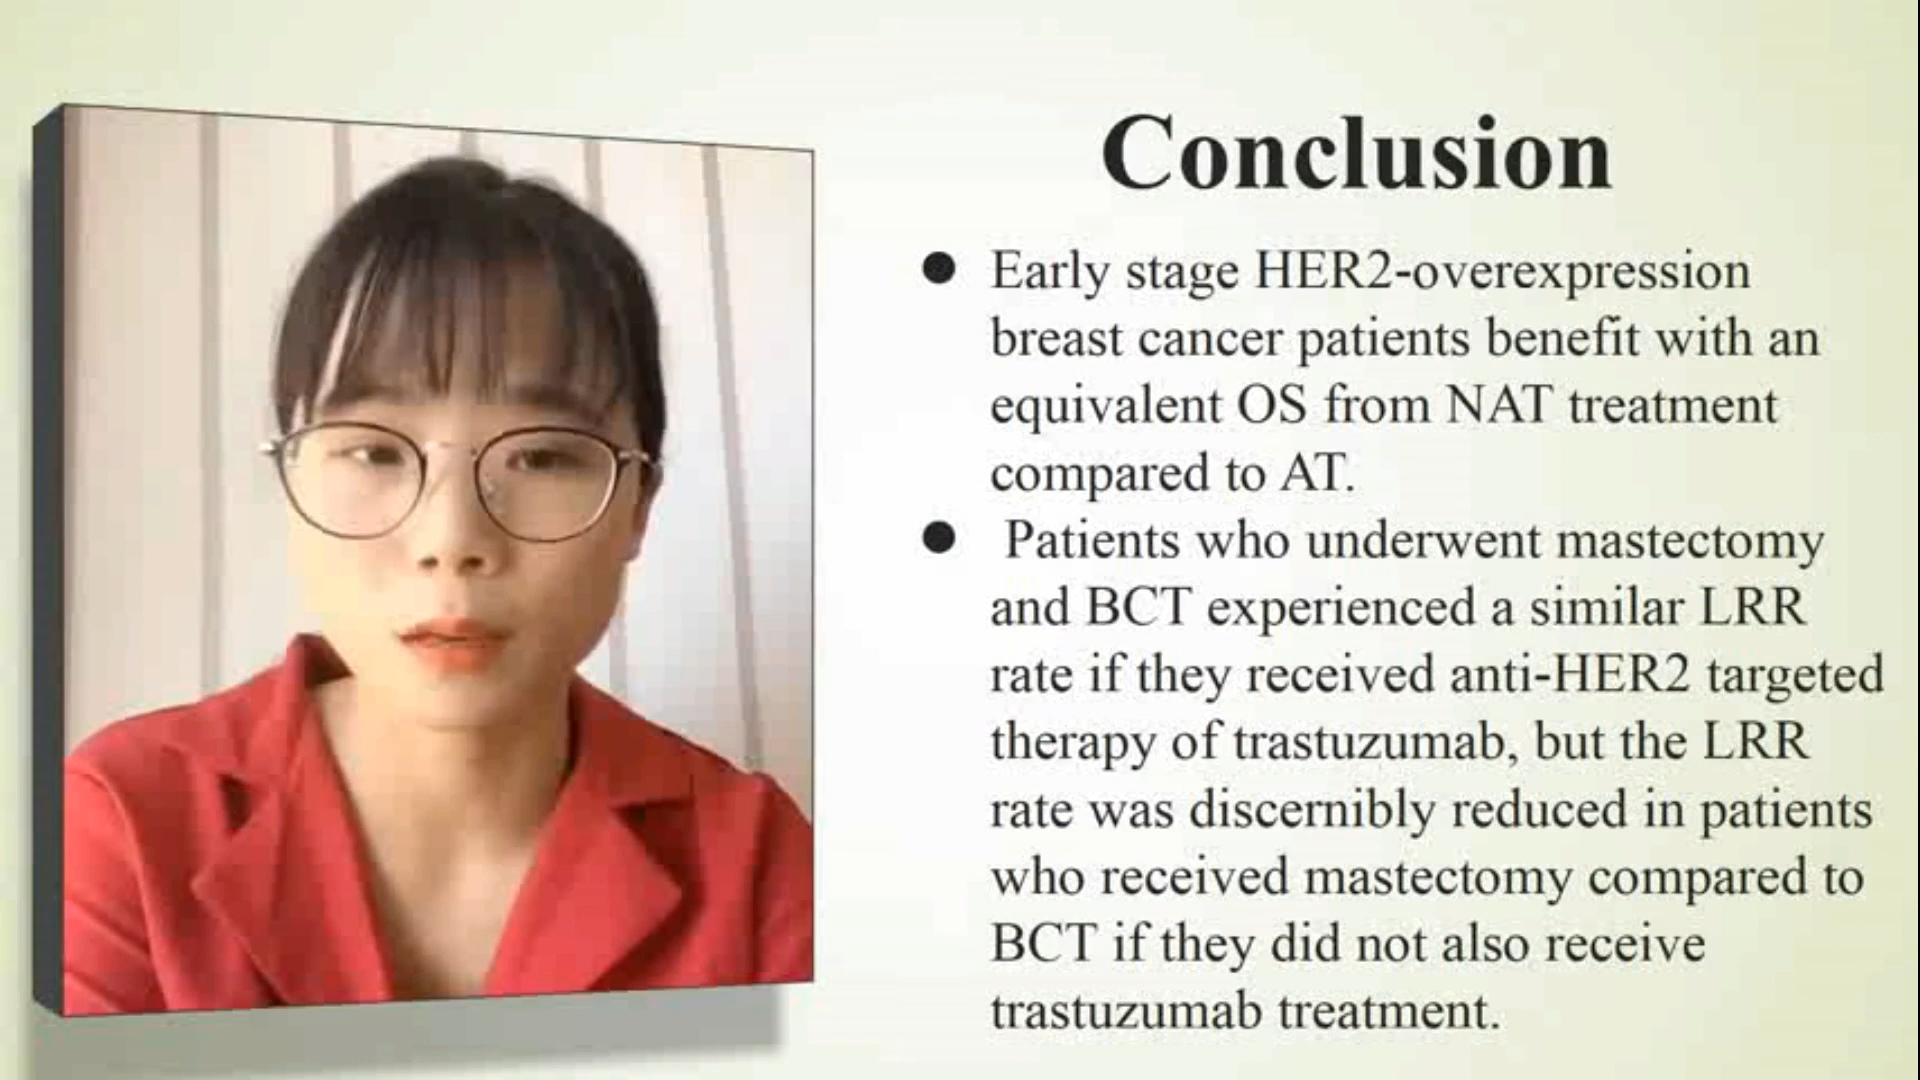 Conclusion
● Early stage HER2-overexpression
breast cancer patients benefit with an
equivalent OS from NAT treatment
compared to AT.
● Patients who underwent mastectomy
and BCT experienced a similar LRR
rate if they received anti-HER2 targeted
therapy of trastuzumab, but the LRR
rate was discernibly reduced in patients
who received mastectomy compared to
BCT if they did not also receive
trastuzumab treatment.